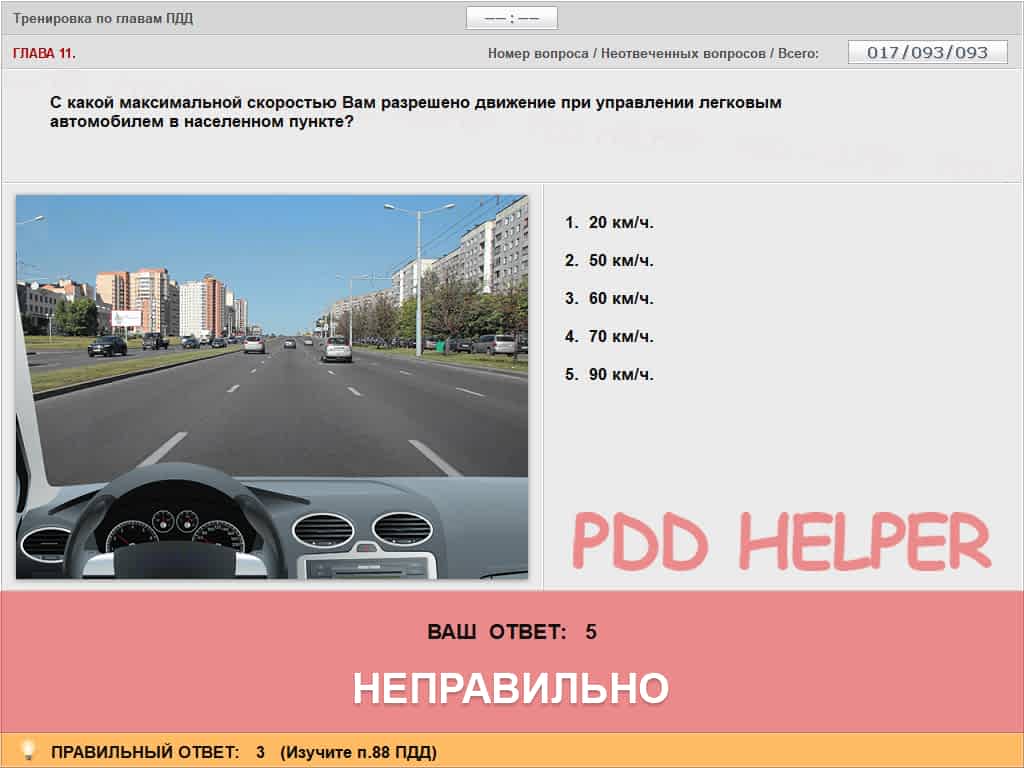 Тренировка по главам ПДД
–– : ––
ГЛАВА 11.
Номер вопроса / Неотвеченных вопросов / Всего:
017/093/093
С какой максимальной скоростью Вам разрешено движение при управлении легковым
автомобилем в населенном пункте?
1. 20 км/ч.
2. 50 км/ч.
3. 60 км/ч.
4. 70 км/ч.
5. 90 км/ч.
PDD HELPER
ВАШ ОТВЕТ: 5
НЕПРАВИЛЬНО
ПРАВИЛЬНЫЙ ОТВЕТ: 3 (Изучите п.88 ПДД)